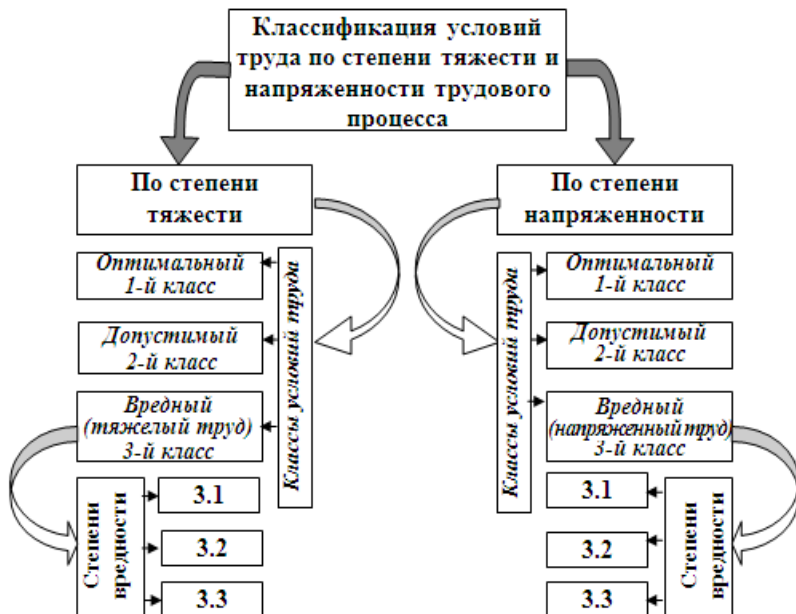 Классификация условий
труда по степени тяжести и
напряженности трудового
процесса
По степени
тяжести
Оптимальный
1-й класс
Допустимый
2-й класс
Вредный
(тяжелый труд)
3-й класс
Классы условий труда
Степени
вредности
3.1
3.2
3.3
По степени
напряженности
Классы условий труда
Оптимальный
1-й класс
Допустимый
2-й класс
Вредный
(напряженный труд)
3-й класс
3.1
3.2
3.3
Степени
вредности